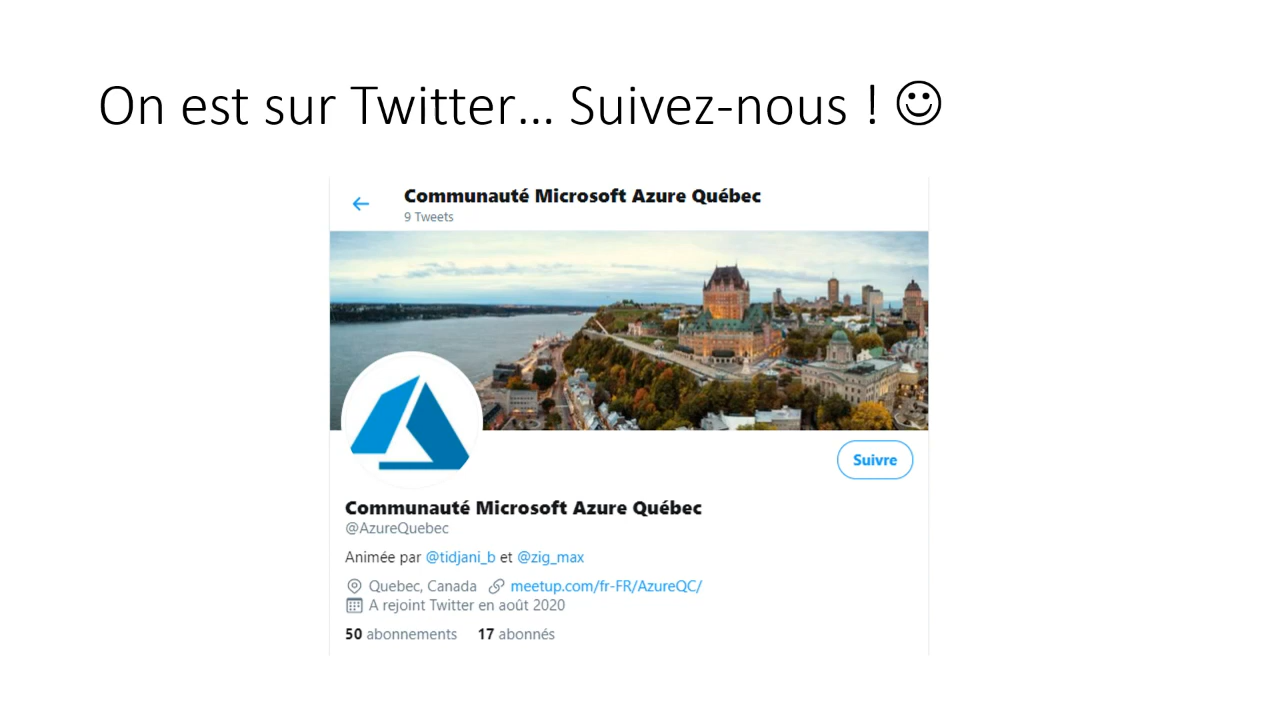 On est sur Twitter... Suivez-nous ! ☺
Communauté Microsoft Azure Québec
9 Tweets
Suivre
Communauté Microsoft Azure Québec
@AzureQuebec
Animée par @tidjani_b et @zig_max
Quebec, Canada meetup.com/fr-FR/AzureQC/
A rejoint Twitter en août 2020
50 abonnements 17 abonnés